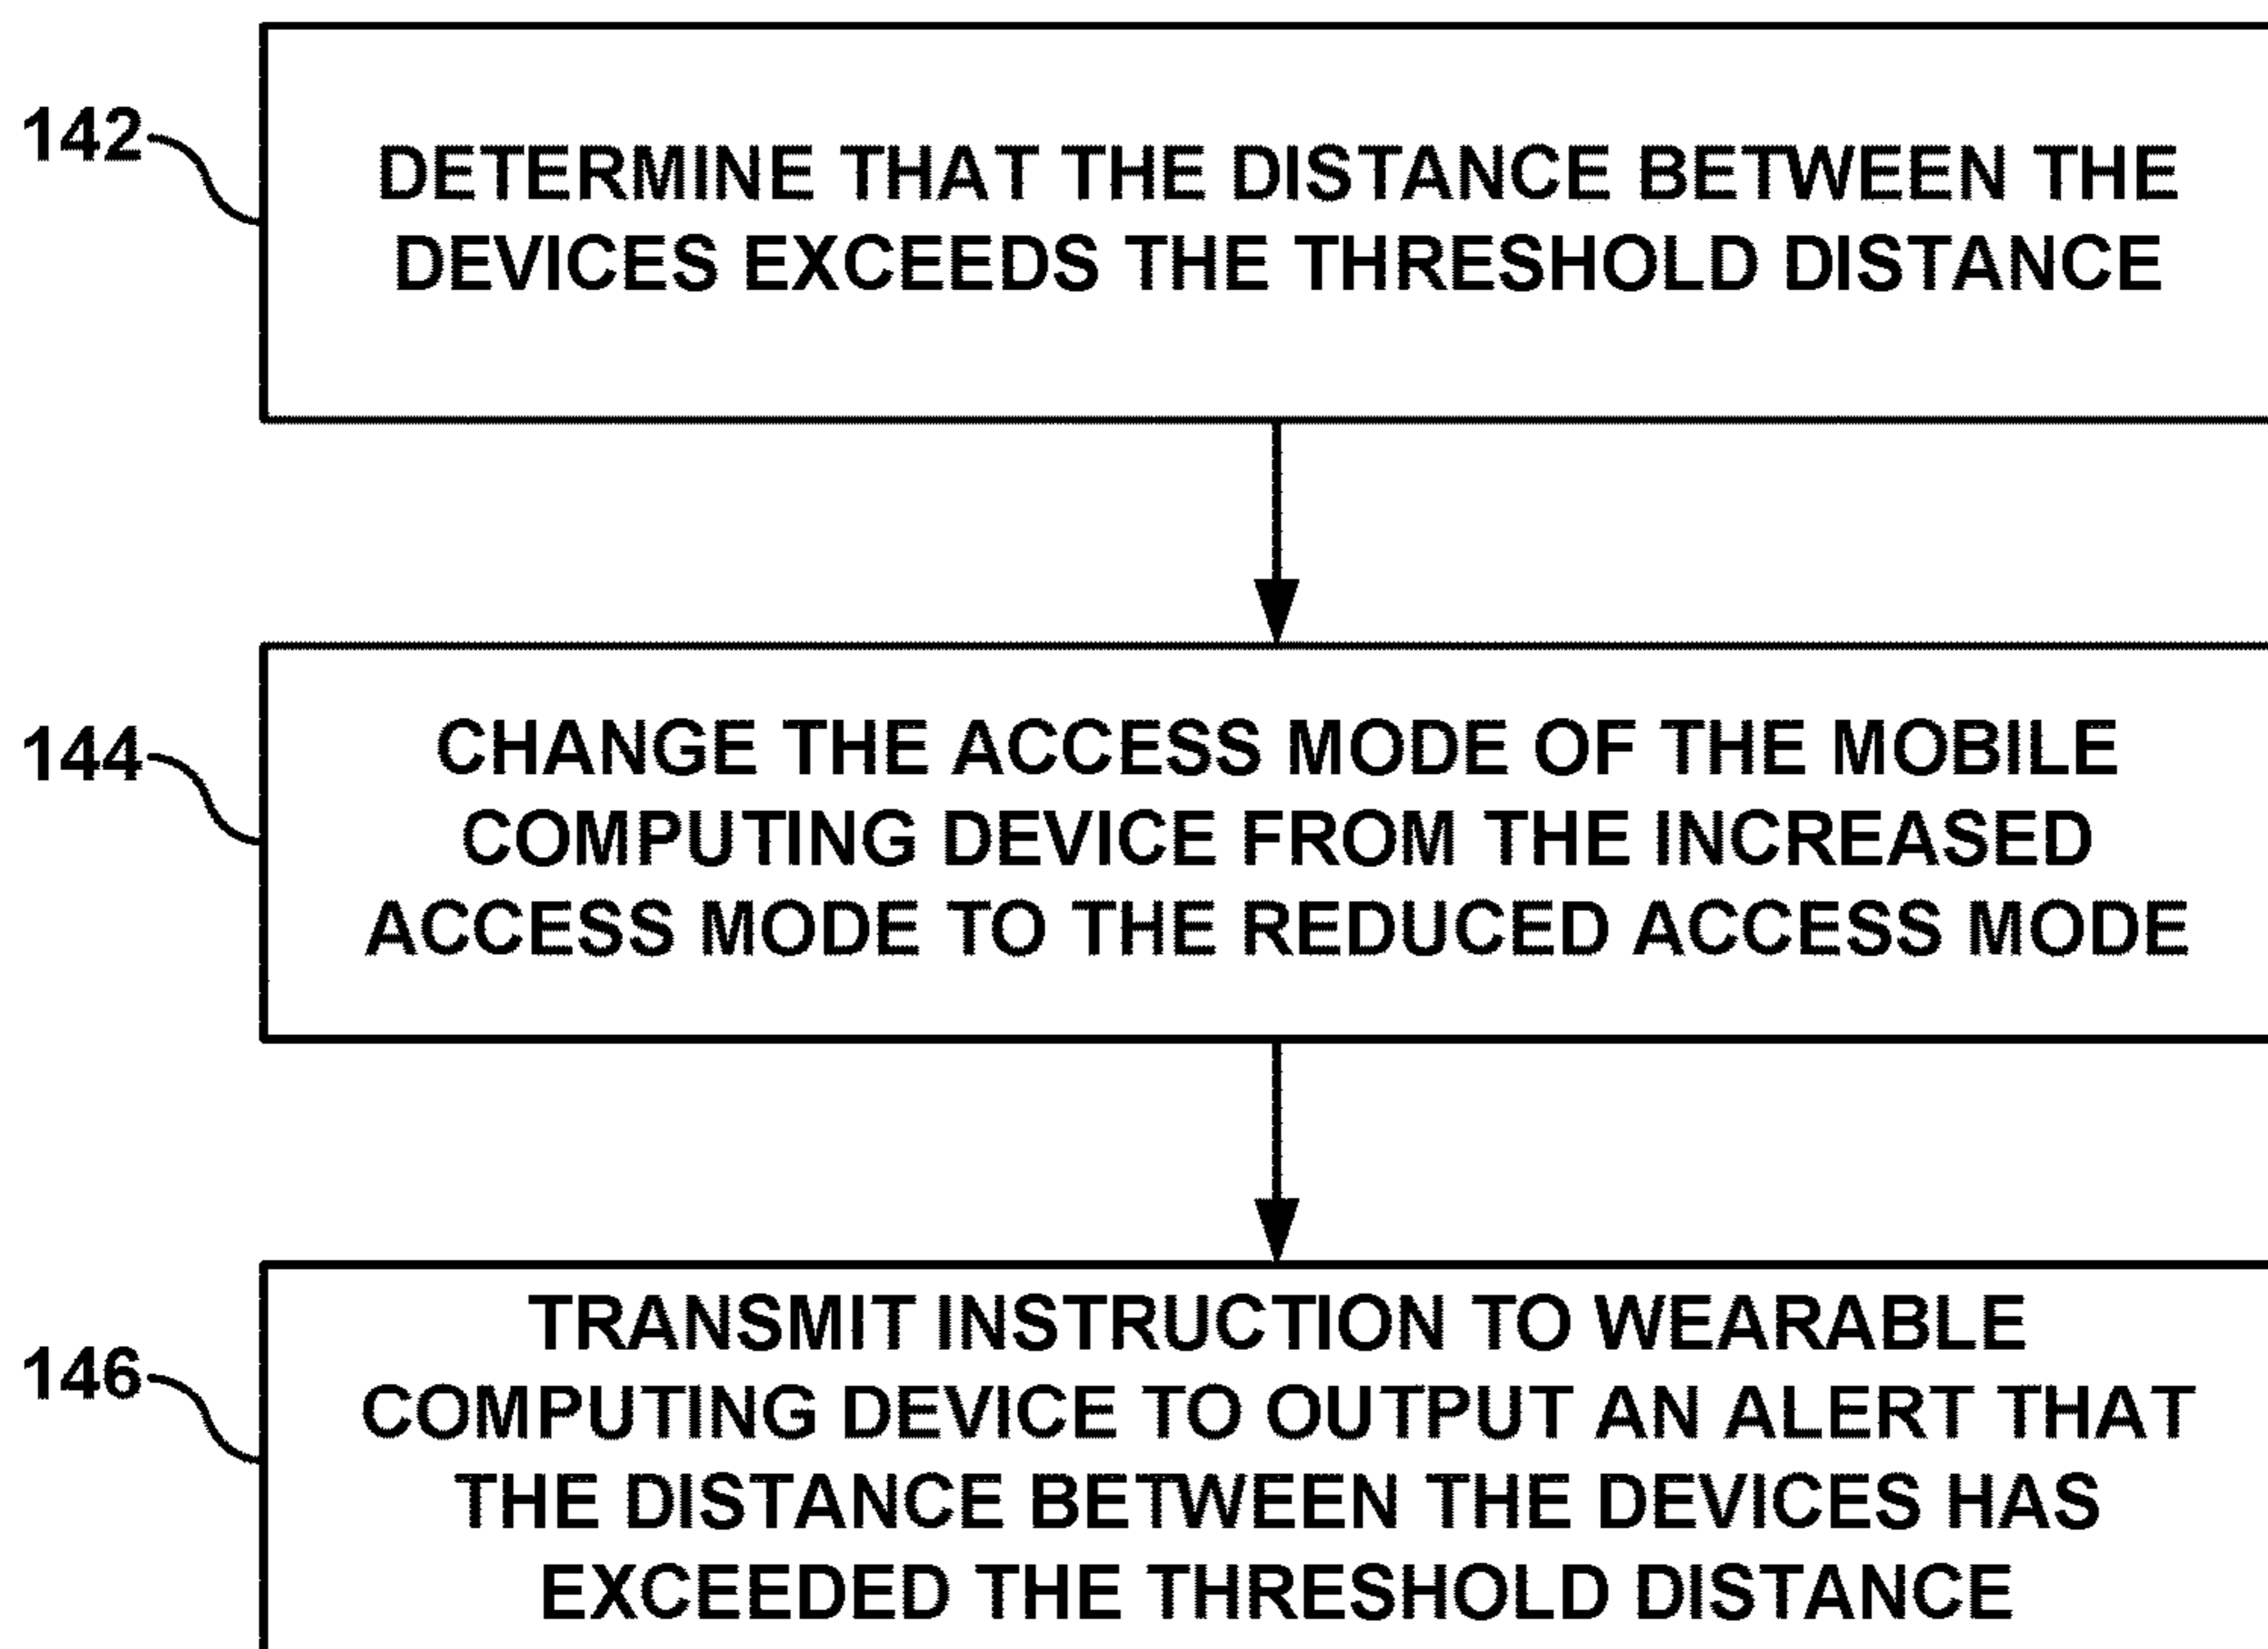 142
DETERMINE THAT THE DISTANCE BETWEEN THE
DEVICES EXCEEDS THE THRESHOLD DISTANCE
144
CHANGE THE ACCESS MODE OF THE MOBILE
COMPUTING DEVICE FROM THE INCREASED
ACCESS MODE TO THE REDUCED ACCESS MODE
146
TRANSMIT INSTRUCTION TO WEARABLE
COMPUTING DEVICE TO OUTPUT AN ALERT THAT
THE DISTANCE BETWEEN THE DEVICES HAS
EXCEEDED THE THRESHOLD DISTANCE